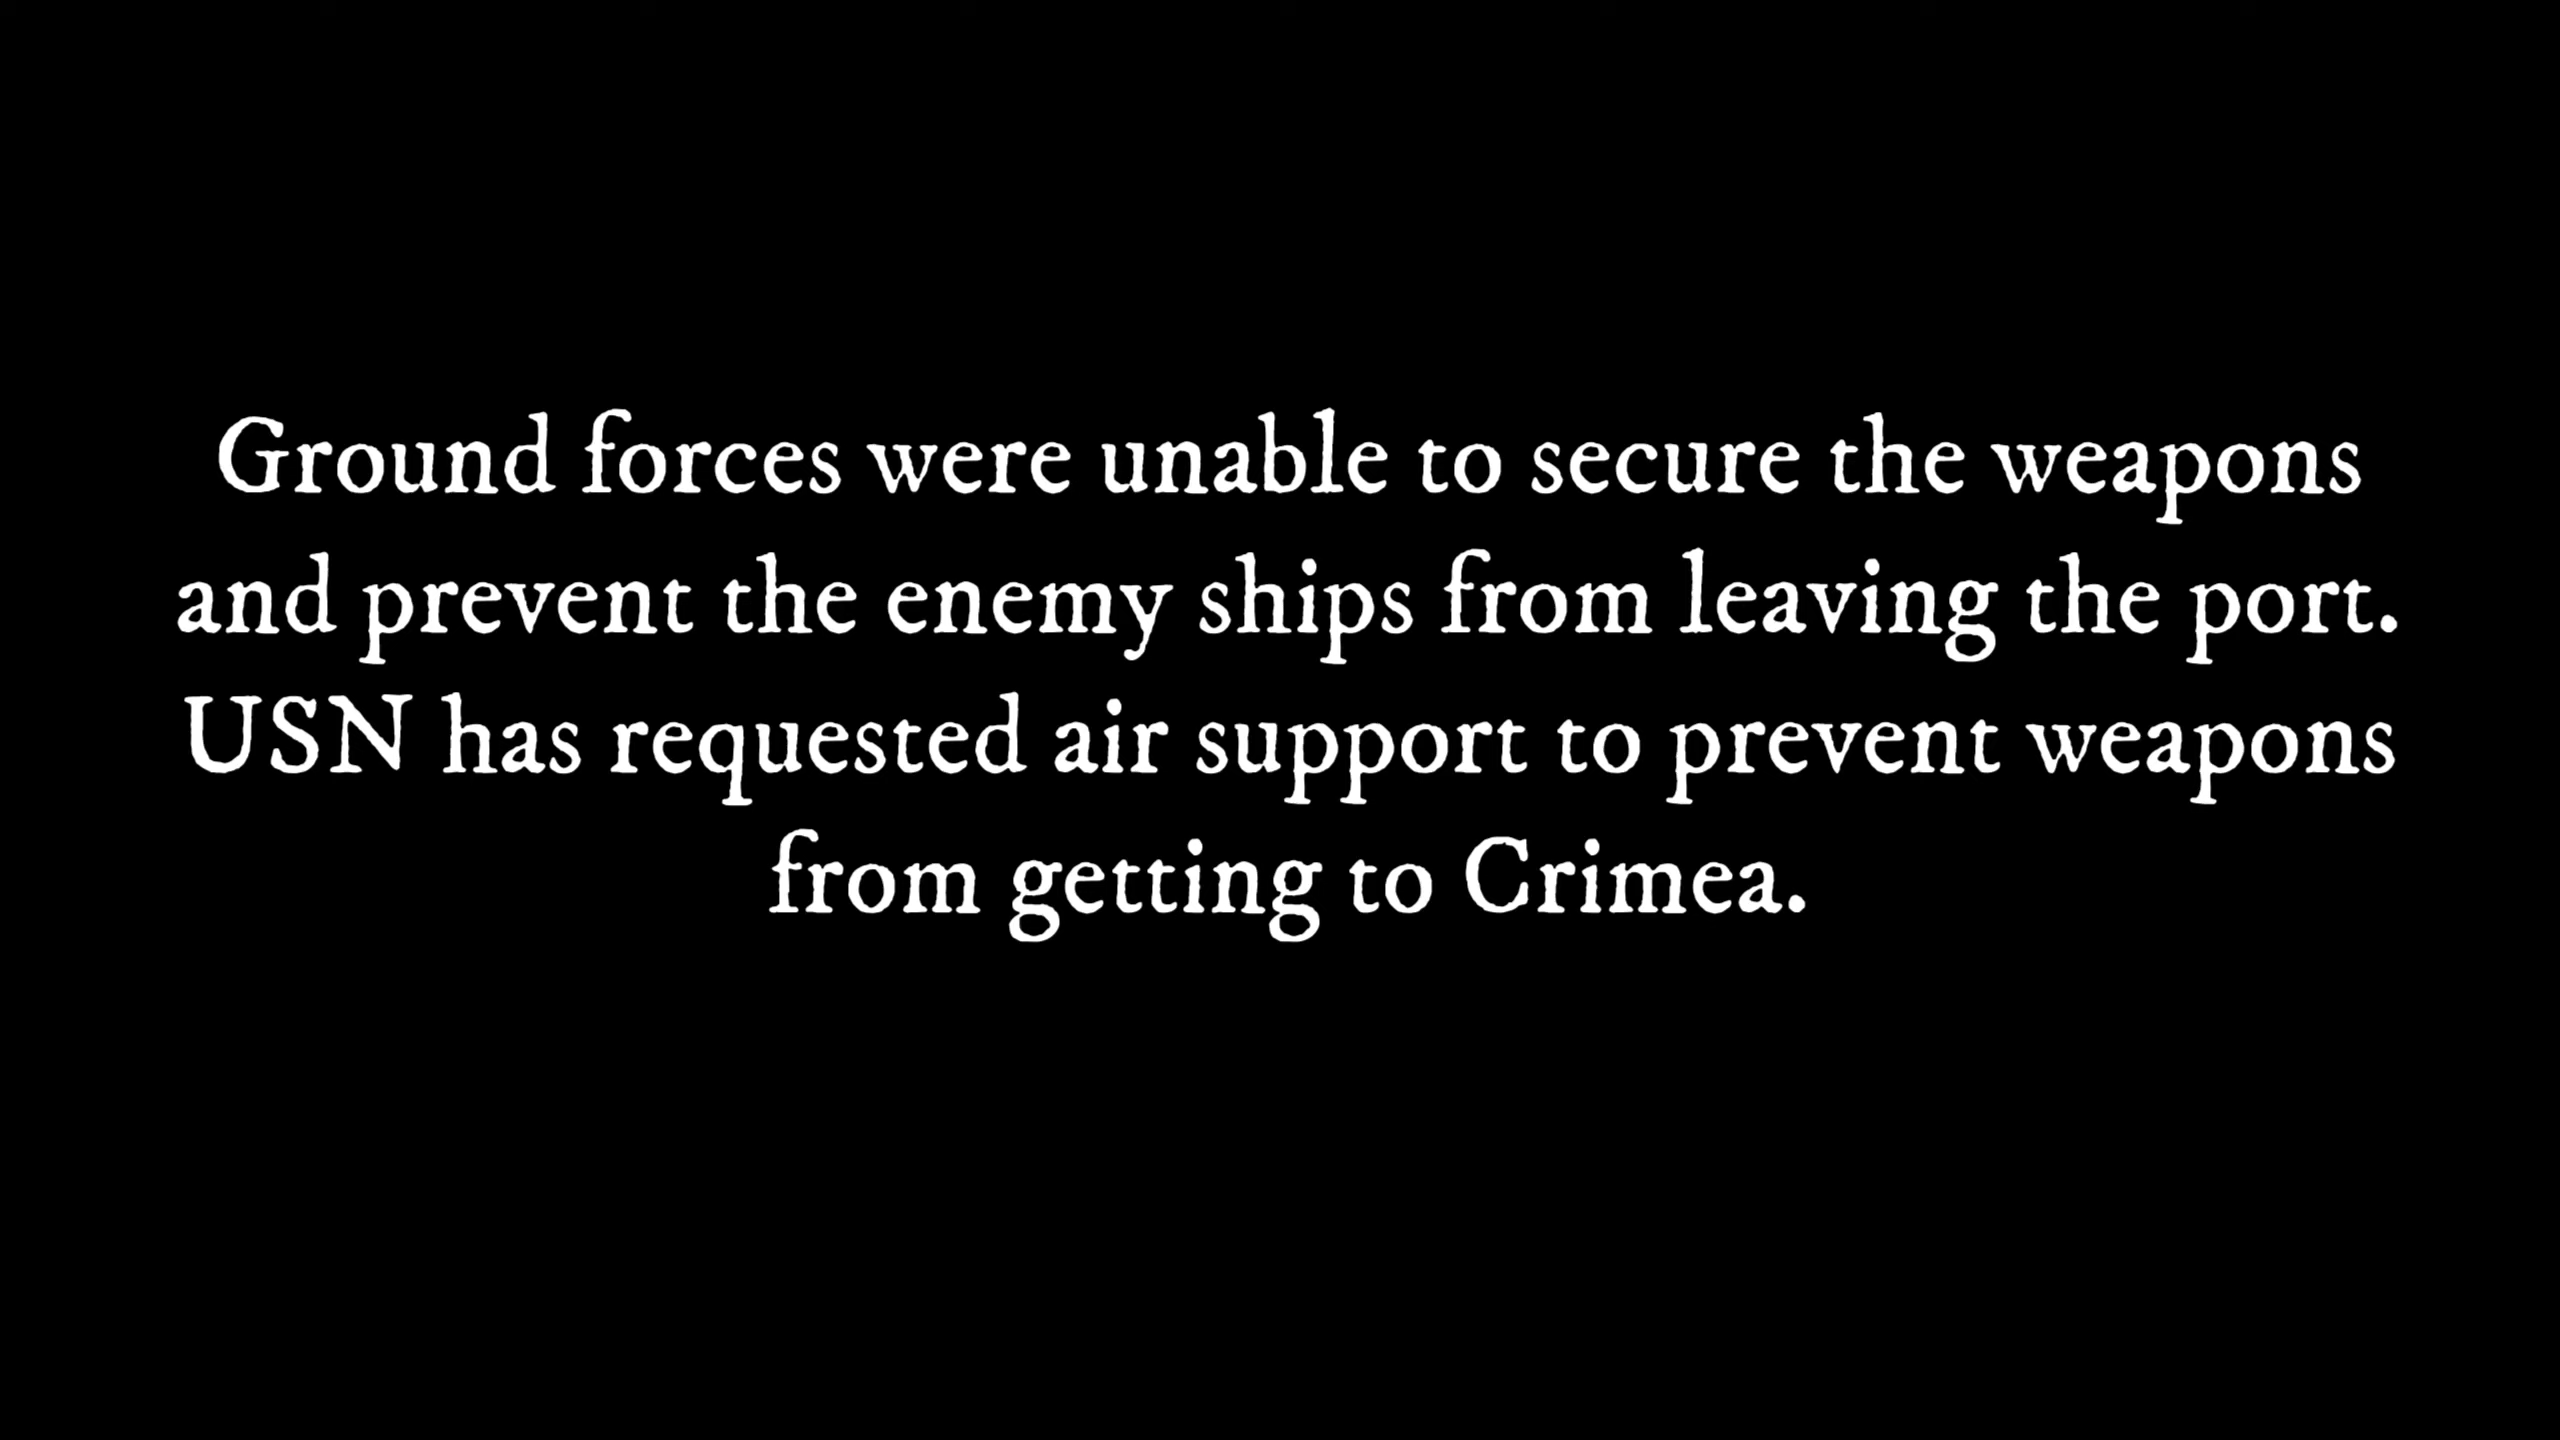 Ground forces were unable to secure the weapons
and prevent the enemy ships from leaving the port.
USN has requested air support to prevent weapons
from getting to Crimea.